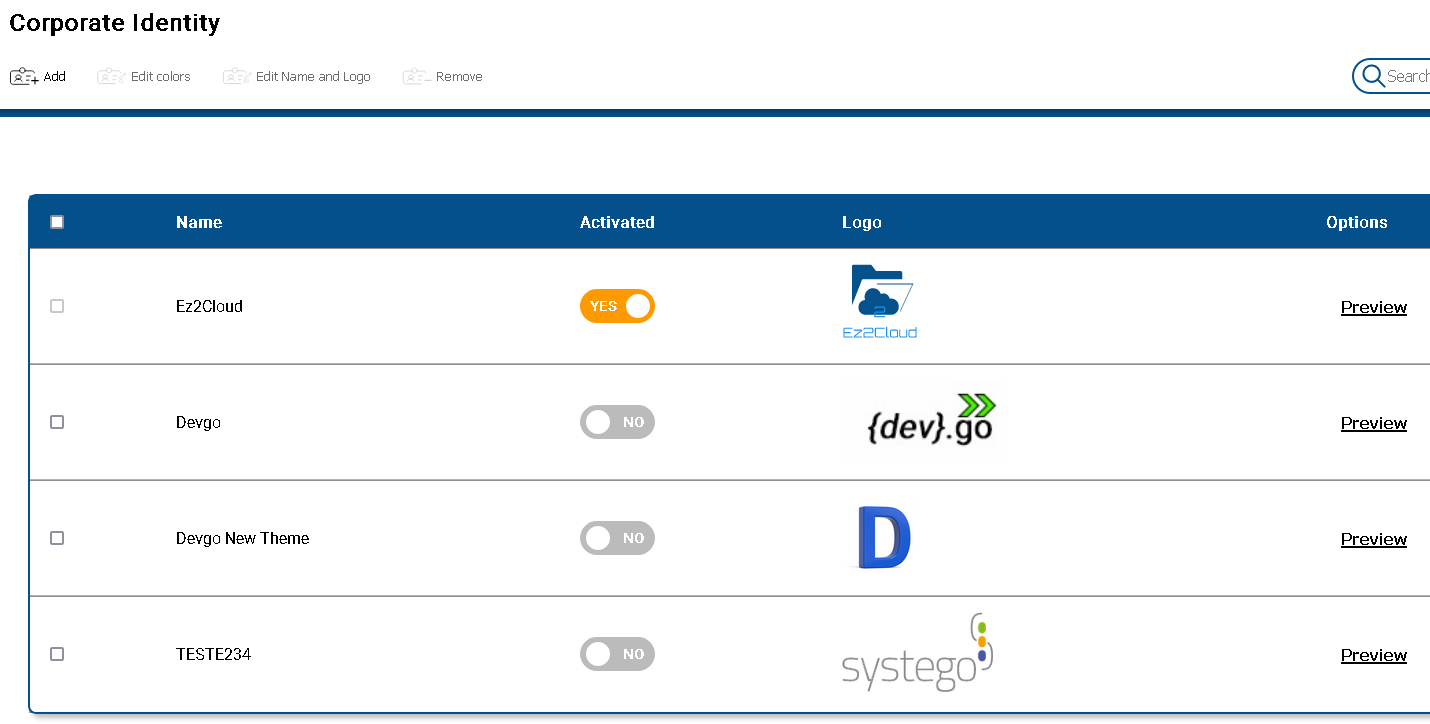 Corporate Identity
Add Edit colors Edit Name and Logo Remove Search
Name Activated Logo Options
Ez2Cloud YES 2 Ez2Cloud Preview
Devgo NO {dev}.go Preview
Devgo New Theme NO D Preview
TESTE234 NO systego Preview